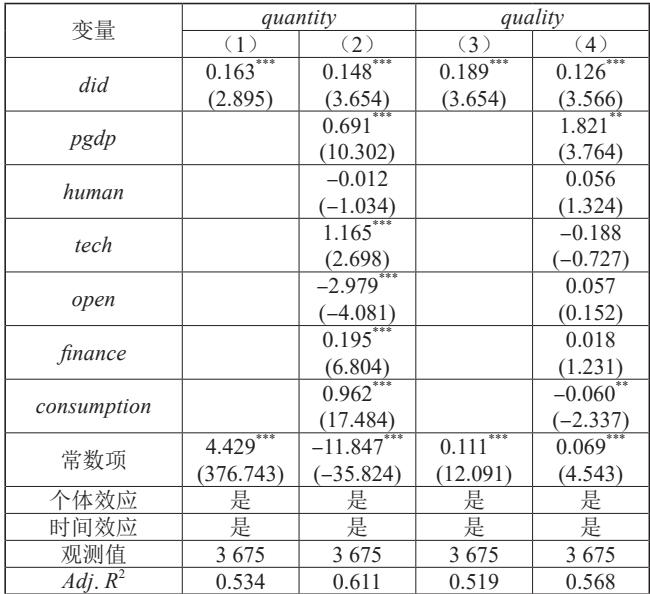 变量 quantity quality
（1） （2） （3） （4）
did 0.163*** 0.148*** 0.189*** 0.126***
(2.895) (3.654) (3.654) (3.566)
pgdp 0.691*** 1.821**
(10.302) (3.764)
human −0.012 0.056
(−1.034) (1.324)
tech 1.165*** −0.188
(2.698) (−0.727)
open −2.979*** 0.057
(−4.081) (0.152)
finance 0.195*** 0.018
(6.804) (1.231)
consumption 0.962*** −0.060**
(17.484) (−2.337)
常数项 4.429*** −11.847*** 0.111*** 0.069***
(376.743) (−35.824) (12.091) (4.543)
个体效应 是 是 是 是
时间效应 是 是 是 是
观测值 3 675 3 675 3 675 3 675
Adj. R² 0.534 0.611 0.519 0.568